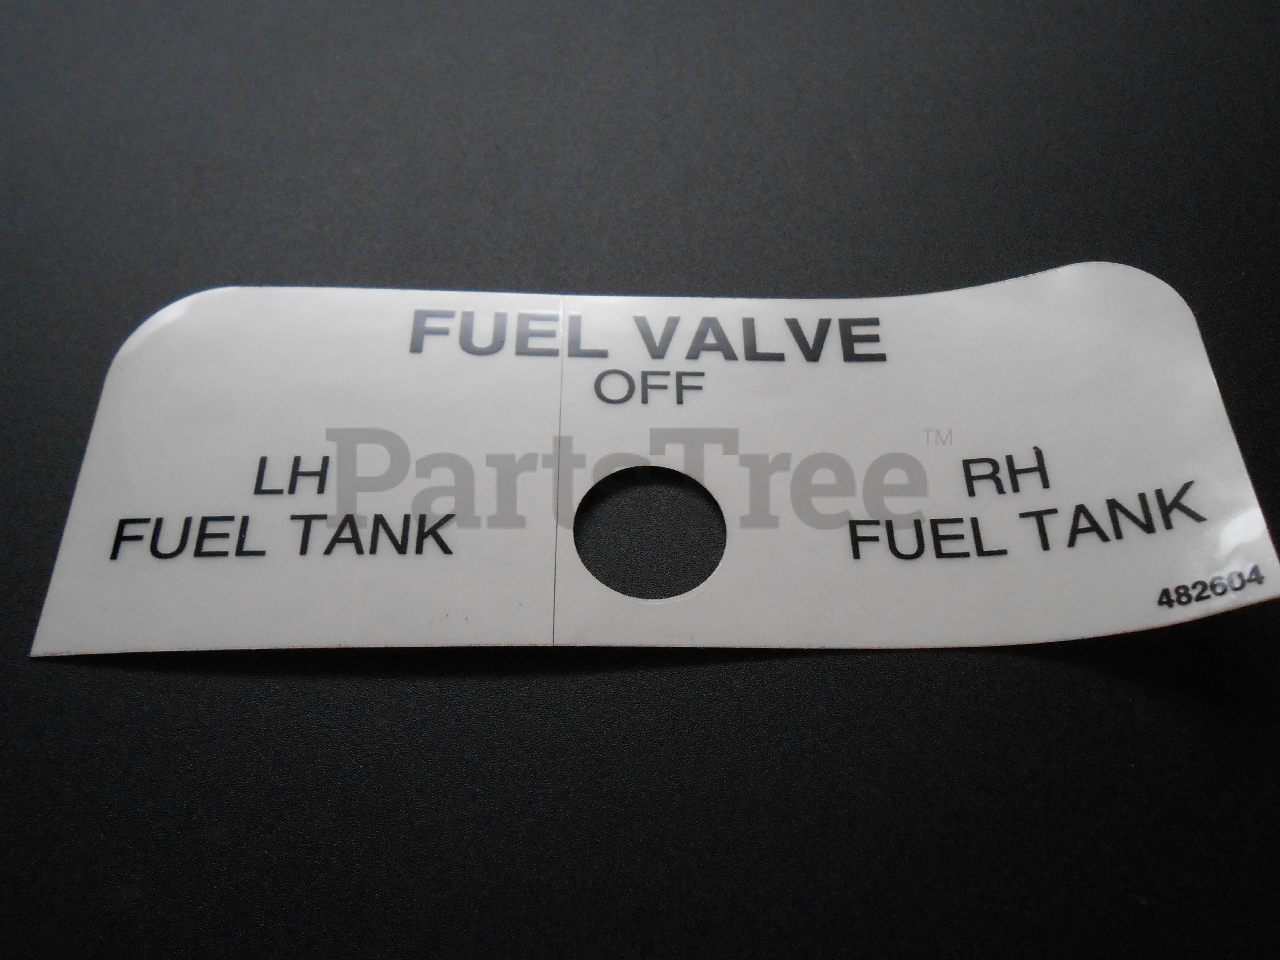 FUEL VALVE
OFF
PartsTree™
LH
FUEL TANK
RH
FUEL TANK
482604